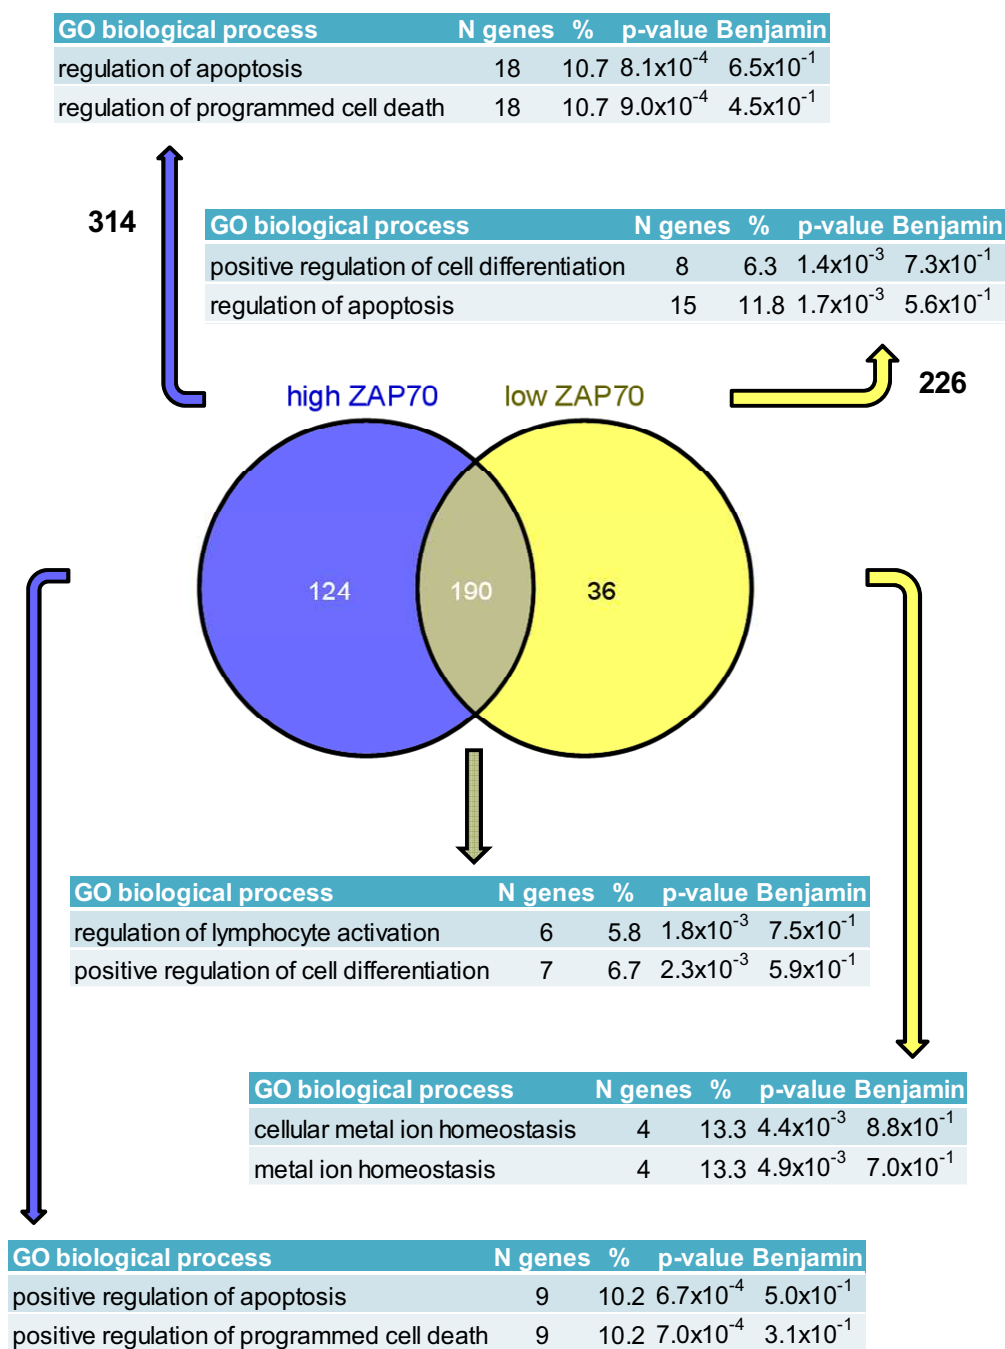 GO biological process N genes % p-value Benjamin
regulation of apoptosis 18 10.7 8.1x10⁻⁴ 6.5x10⁻¹
regulation of programmed cell death 18 10.7 9.0x10⁻⁴ 4.5x10⁻¹
314
GO biological process N genes % p-value Benjamin
positive regulation of cell differentiation 8 6.3 1.4x10⁻³ 7.3x10⁻¹
regulation of apoptosis 15 11.8 1.7x10⁻³ 5.6x10⁻¹
226
high ZAP70 low ZAP70
124 190 36
GO biological process N genes % p-value Benjamin
regulation of lymphocyte activation 6 5.8 1.8x10⁻³ 7.5x10⁻¹
positive regulation of cell differentiation 7 6.7 2.3x10⁻³ 5.9x10⁻¹
GO biological process N genes % p-value Benjamin
cellular metal ion homeostasis 4 13.3 4.4x10⁻³ 8.8x10⁻¹
metal ion homeostasis 4 13.3 4.9x10⁻³ 7.0x10⁻¹
GO biological process N genes % p-value Benjamin
positive regulation of apoptosis 9 10.2 6.7x10⁻⁴ 5.0x10⁻¹
positive regulation of programmed cell death 9 10.2 7.0x10⁻⁴ 3.1x10⁻¹